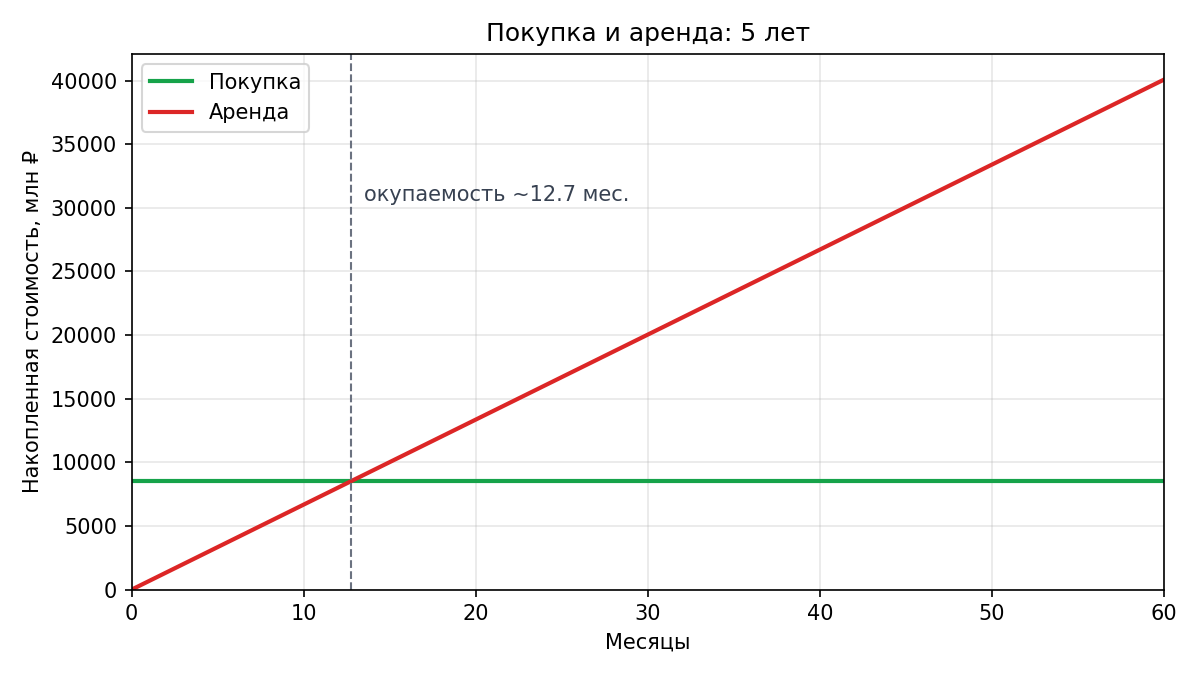 Покупка и аренда: 5 лет
Накопленная стоимость, млн ₽
40000
35000
30000
25000
20000
15000
10000
5000
0
Покупка
Аренда
окупаемость ~12.7 мес.
0 10 20 30 40 50 60
Месяцы